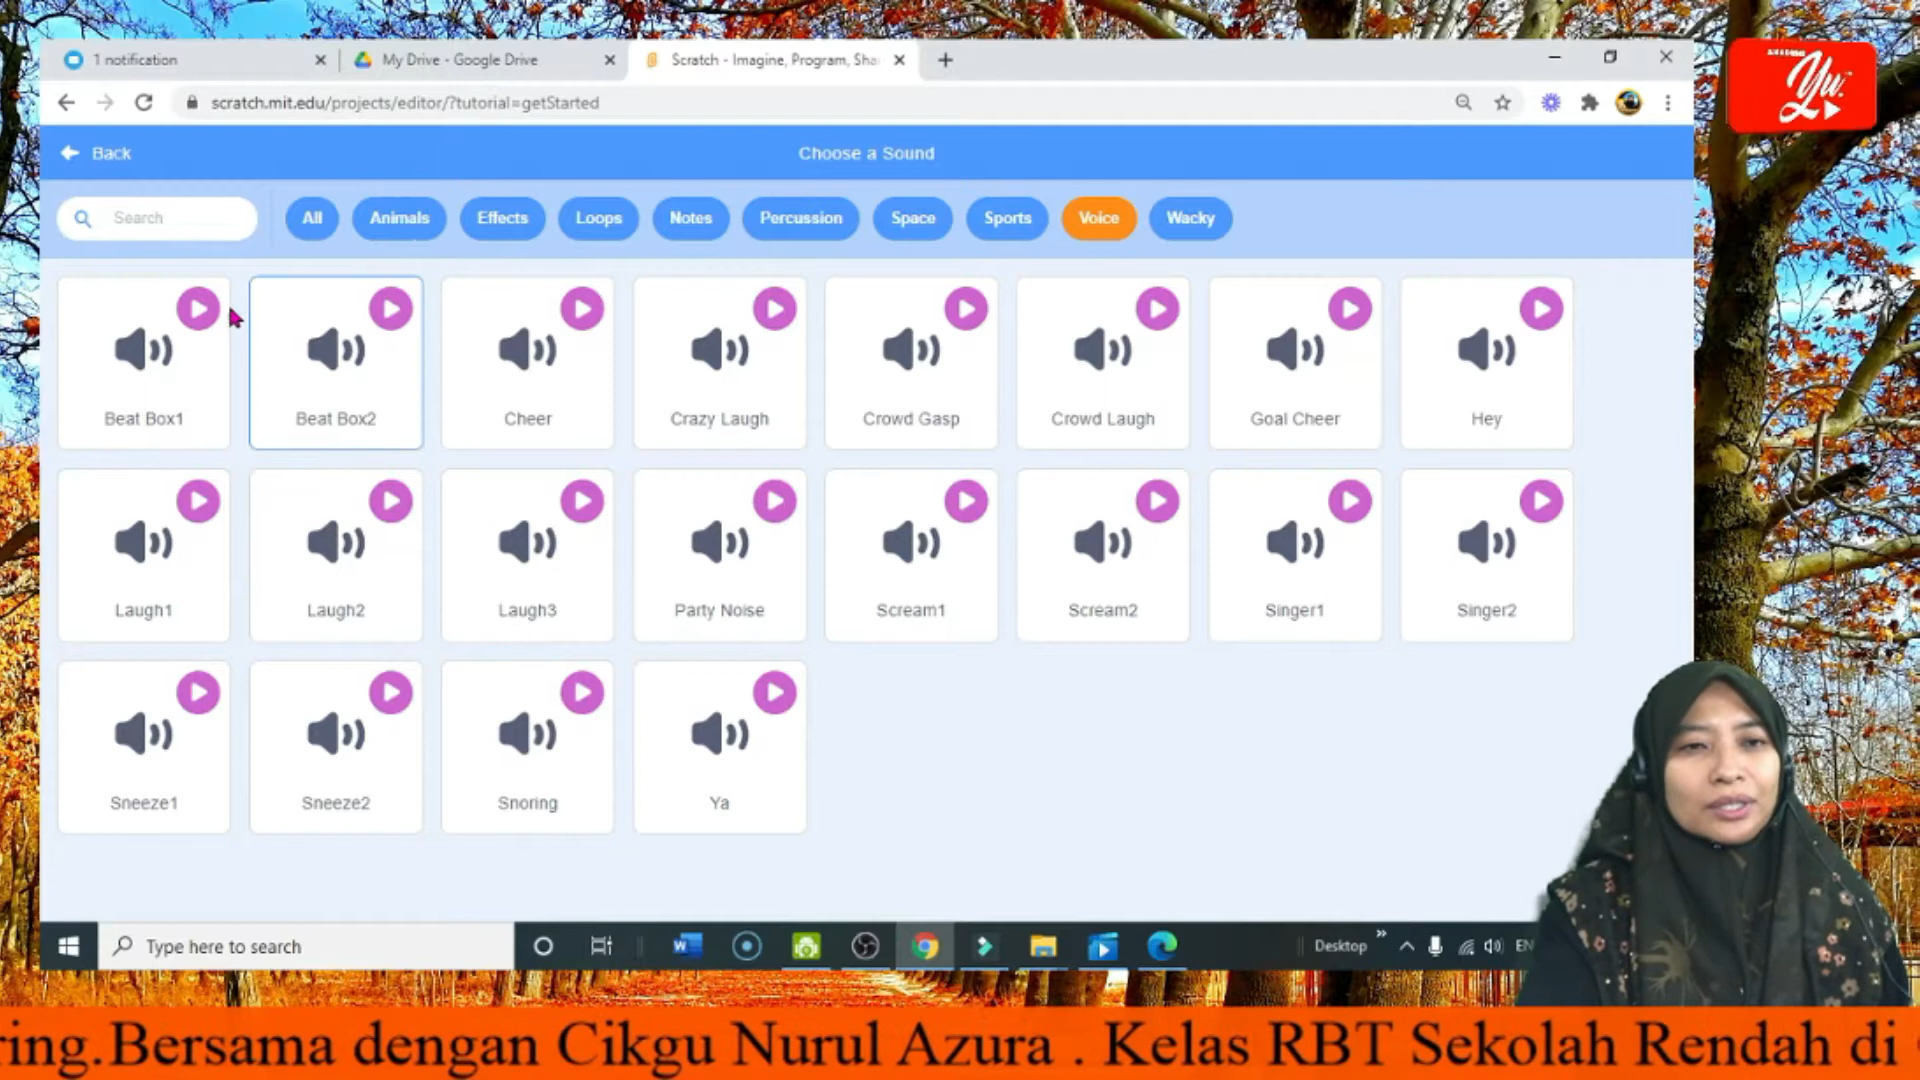 1 notification
My Drive - Google Drive
Scratch - Imagine, Program, Sha
scratch.mit.edu/projects/editor/?tutorial=getStarted
Back
Choose a Sound
Search
All
Animals
Effects
Loops
Notes
Percussion
Space
Sports
Voice
Wacky
Beat Box1
Beat Box2
Cheer
Crazy Laugh
Crowd Gasp
Crowd Laugh
Goal Cheer
Hey
Laugh1
Laugh2
Laugh3
Party Noise
Scream1
Scream2
Singer1
Singer2
Sneeze1
Sneeze2
Snoring
Ya
Type here to search
Desktop
EN
ring.Bersama dengan Cikgu Nurul Azura . Kelas RBT Sekolah Rendah di